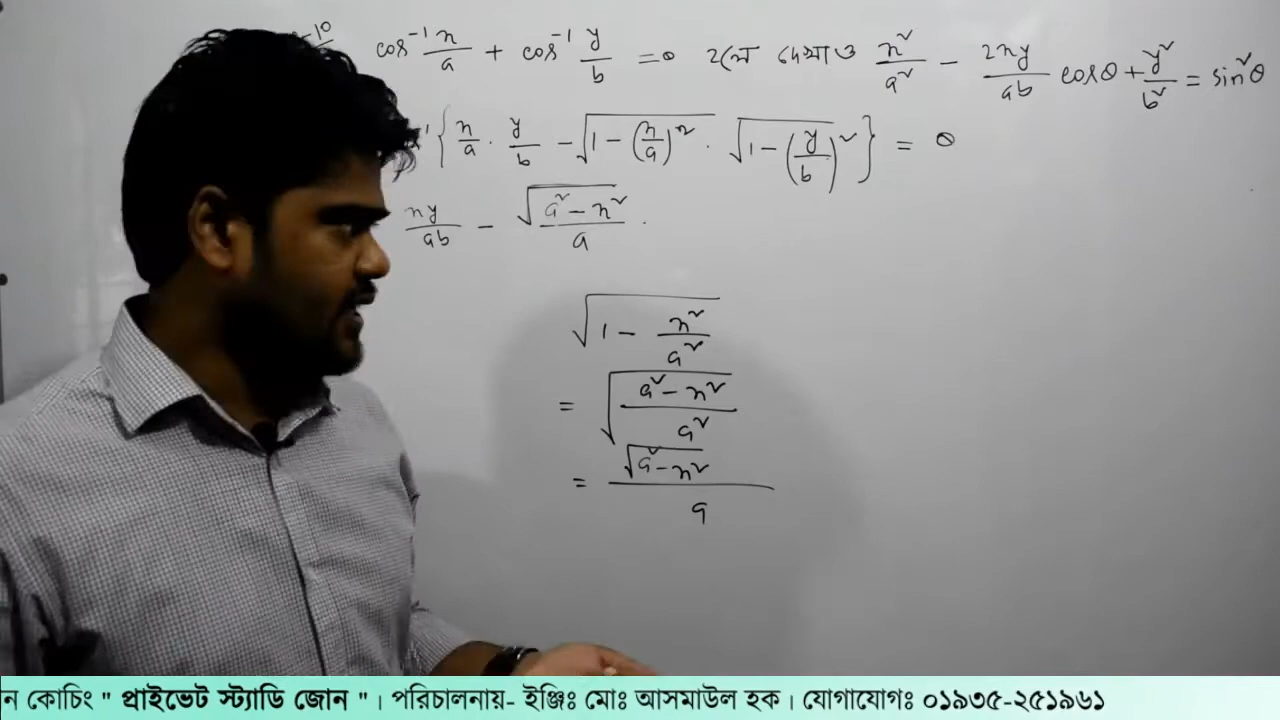 -10 cos⁻¹ x/a + cos⁻¹ y/b = θ হলে দেখাও x²/a² - 2xy/ab cosθ + y²/b² = sin²θ
{x/a · y/b - √(1-(x/a)²) · √(1-(y/b)²)} = θ
xy/ab - √(a²-x²)/a ·
√(1 - x²/a²)
= √((a²-x²)/a²)
= √(a²-x²)/a
ন কোচিং " প্রাইভেট স্ট্যাডি জোন " । পরিচালনায়- ইঞ্জিঃ মোঃ আসমাউল হক । যোগাযোগঃ ০১৯৩৫-২৫১৯৬১